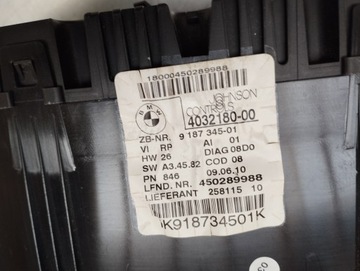 18000450289988
BMW
JOHNSON
CONTROLS
4032180-00
ZB-NR. 9 187 345-01
VI RP AI 01
HW 26 DIAG 08D0
SW A3.45.82 COD 08
PN 846 09.06.10
LFND. NR. 450289988
LIEFERANT 258115 10
K918734501K